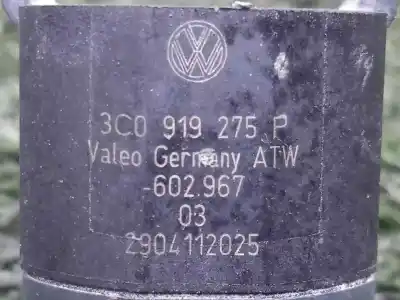 3C0 919 275 P
Valeo Germany ATW
-602.967
03
2904112025